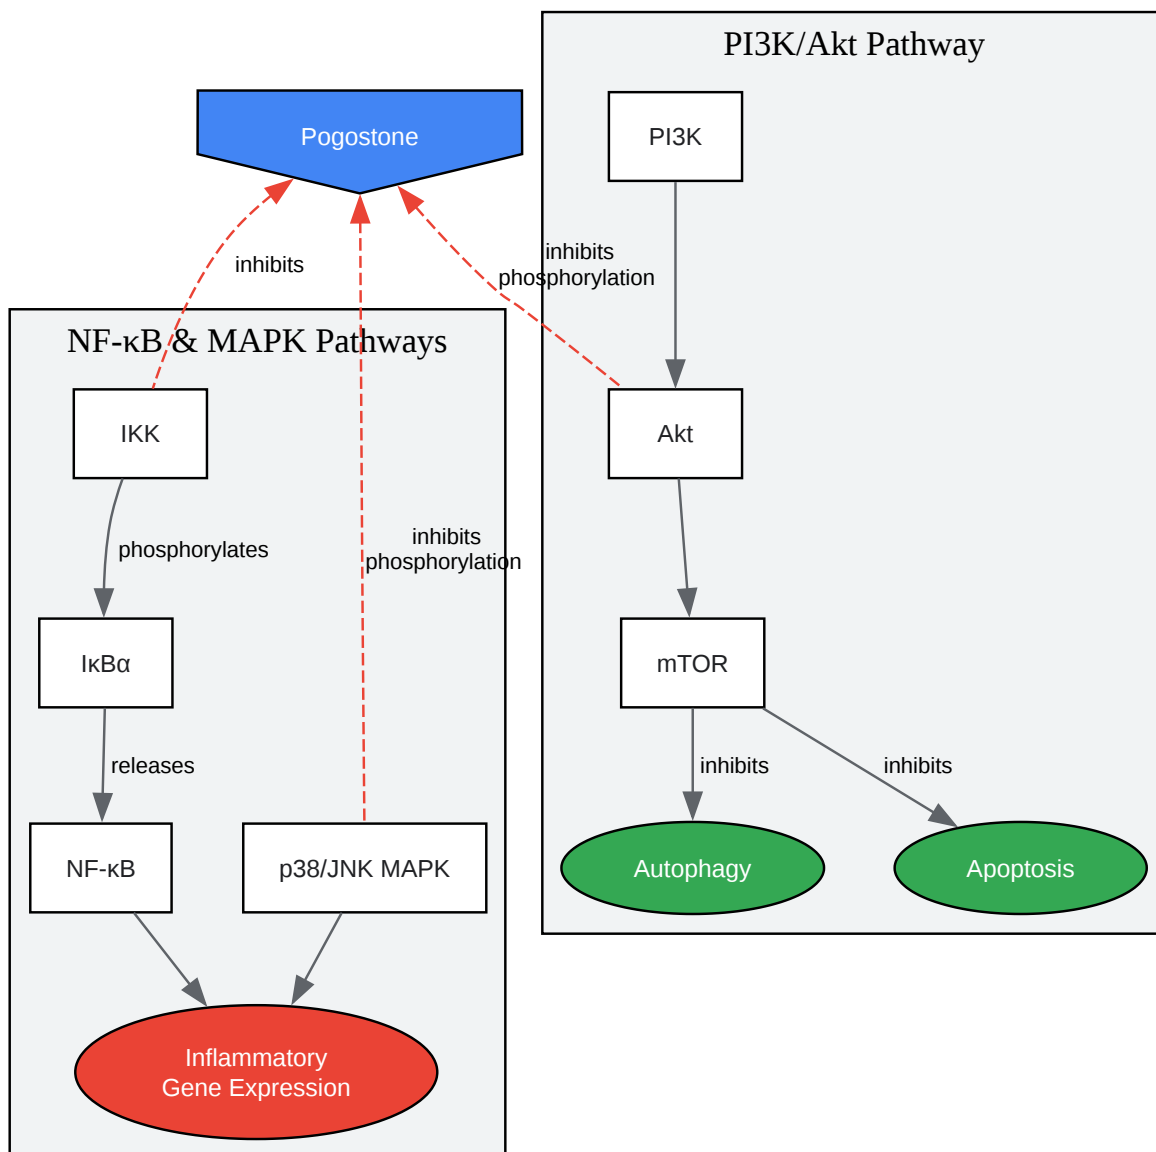 PI3K/Akt Pathway
Pogostone
PI3K
inhibits
inhibits
phosphorylation
NF-κB & MAPK Pathways
IKK
Akt
phosphorylates
inhibits
phosphorylation
IκBα
mTOR
releases
inhibits
inhibits
NF-κB
p38/JNK MAPK
Autophagy
Apoptosis
Inflammatory
Gene Expression